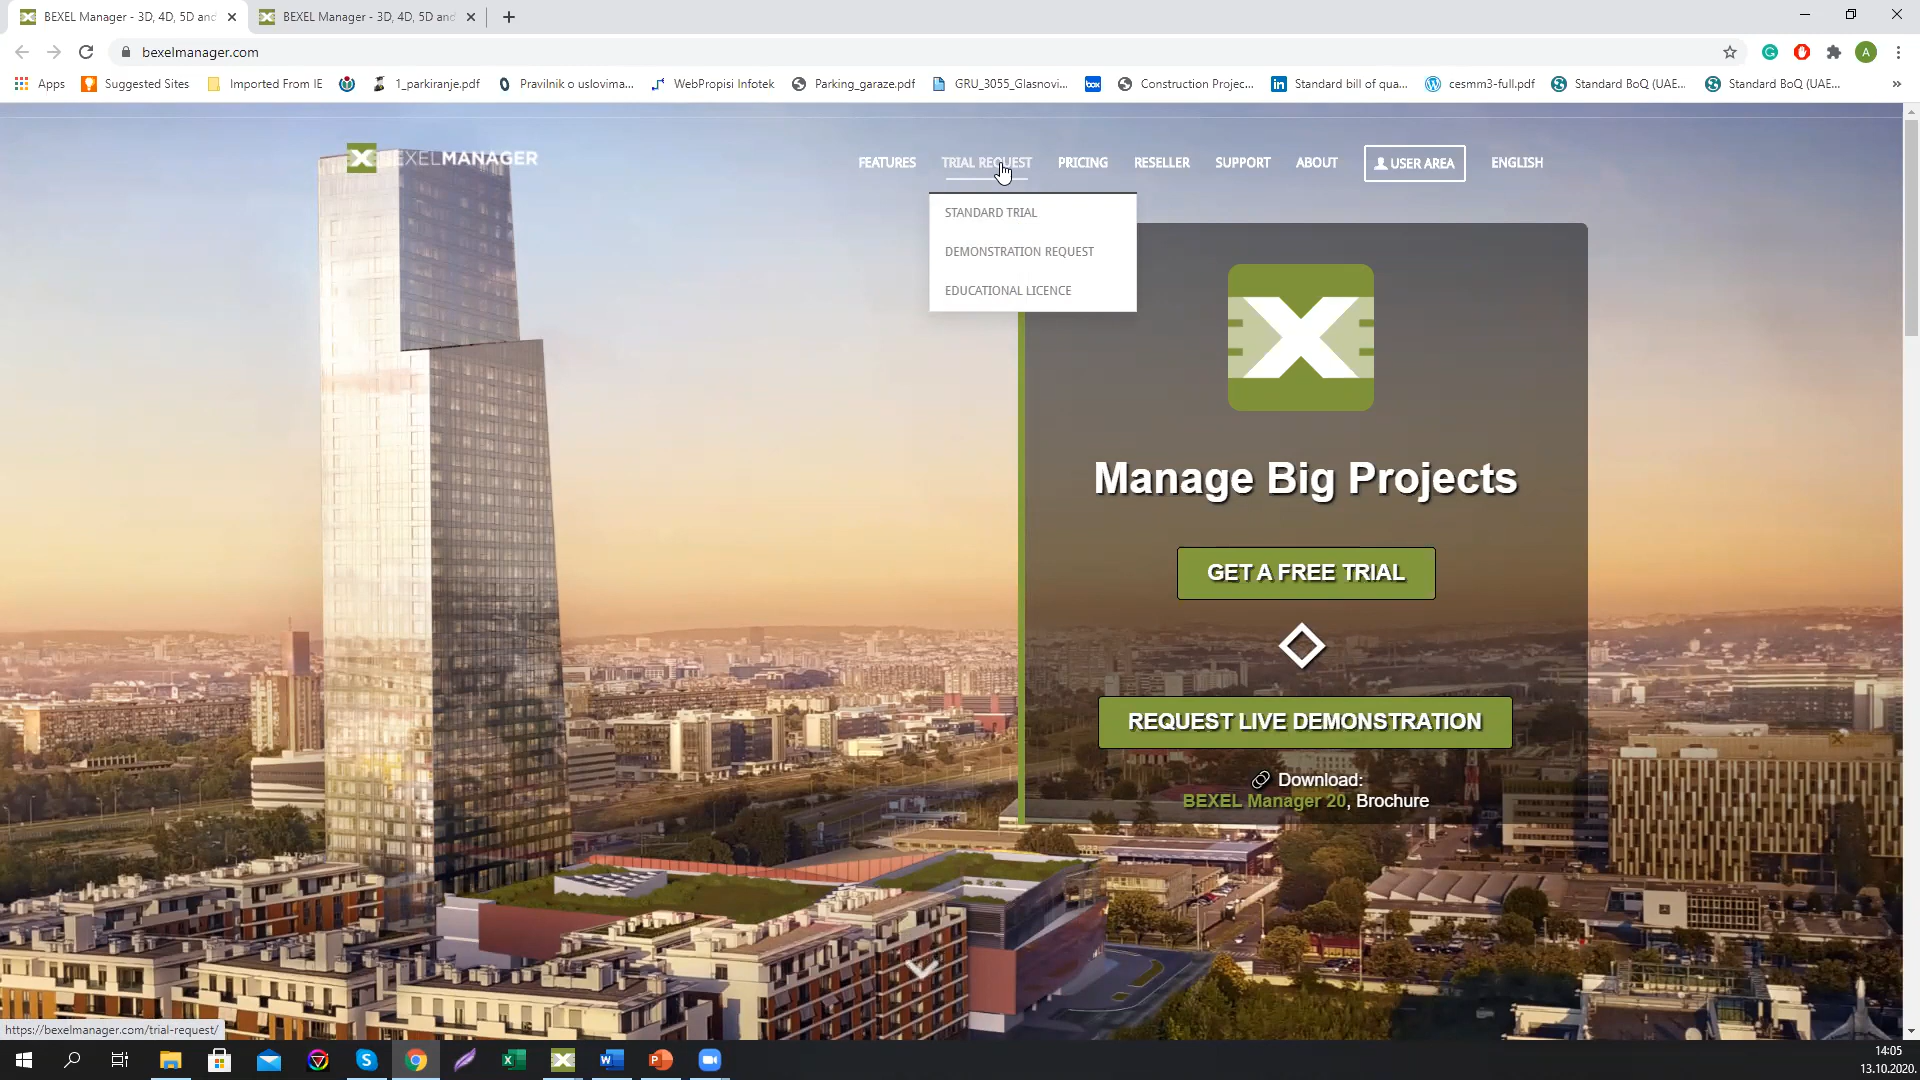 BEXEL Manager - 3D, 4D, 5D and
BEXEL Manager - 3D, 4D, 5D and
bexelmanager.com
A
Apps
Suggested Sites
Imported From IE
1_parkiranje.pdf
Pravilnik o uslovima...
WebPropisi Infotek
Parking_garaze.pdf
GRU_3055_Glasnovi...
box
Construction Projec...
Standard bill of qua...
cesmm3-full.pdf
Standard BoQ (UAE...
Standard BoQ (UAE...
BEXELMANAGER
FEATURES
TRIAL REQUEST
PRICING
RESELLER
SUPPORT
ABOUT
USER AREA
ENGLISH
STANDARD TRIAL
DEMONSTRATION REQUEST
EDUCATIONAL LICENCE
Manage Big Projects
GET A FREE TRIAL
REQUEST LIVE DEMONSTRATION
Download:
BEXEL Manager 20, Brochure
https://bexelmanager.com/trial-request/
14:05
13.10.2020.